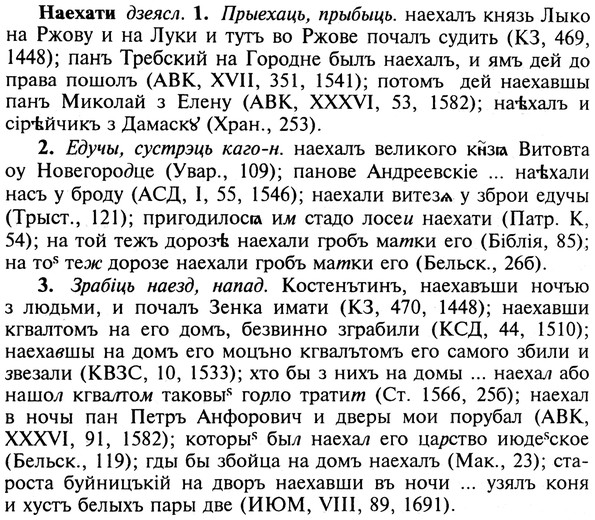 Наехати дзеясл. 1. Прыехаць, прыбыць. наехалъ князь Лыко
на Ржову и на Луки и тутъ во Ржове почалъ судить (КЗ, 469,
1448); панъ Требский на Городне былъ наехалъ, и ямъ дей до
права пошолъ (АВК, XVII, 351, 1541); потомъ дей наехавшы
панъ Миколай з Елену (АВК, XXXVI, 53, 1582); наѣхалъ и
сірѣйчикъ з Дамаскꙋ (Хран., 253).
2. Едучы, сустрэць каго-н. наехалъ великого кн҃зꙗ Витовта
оу Новегородце (Увар., 109); панове Андреевскіе ... наѣхали
насъ у броду (АСД, I, 55, 1546); наехали витезѧ у зброи едучы
(Трыст., 121); пригодилосꙗ им стадо лосеи наехати (Патр. К,
54); на той тежъ дорозѣ наехали гробъ матки его (Біблія, 85);
на тоˢ теж дорозе наехали гробъ матки его (Бельск., 26б).
3. Зрабіць наезд, напад. Костенътинъ, наехавъши ночъю
з людьми, и почалъ Зенка имати (КЗ, 470, 1448); наехавши
кгвалтомъ на его домъ, безвинно зграбили (КСД, 44, 1510);
наехавшы на домъ его моцъно кгвалътомъ его самого збили и
звезали (КВЗС, 10, 1533); хто бы з нихъ на домы ... наехал або
нашол кгвалтом таковыˢ горло тратит (Ст. 1566, 25б); наехал
в ночы пан Петръ Анфорович и дверы мои порубал (АВК,
XXXVI, 91, 1582); которыˢ был наехал его царство июдеˢское
(Бельск., 119); гды бы збойца на домъ наехалъ (Мак., 23); ста-
роста буйницъкій на дворъ наехавши въ ночи ... узялъ коня
и хустъ белыхъ пары две (ИЮМ, VIII, 89, 1691).